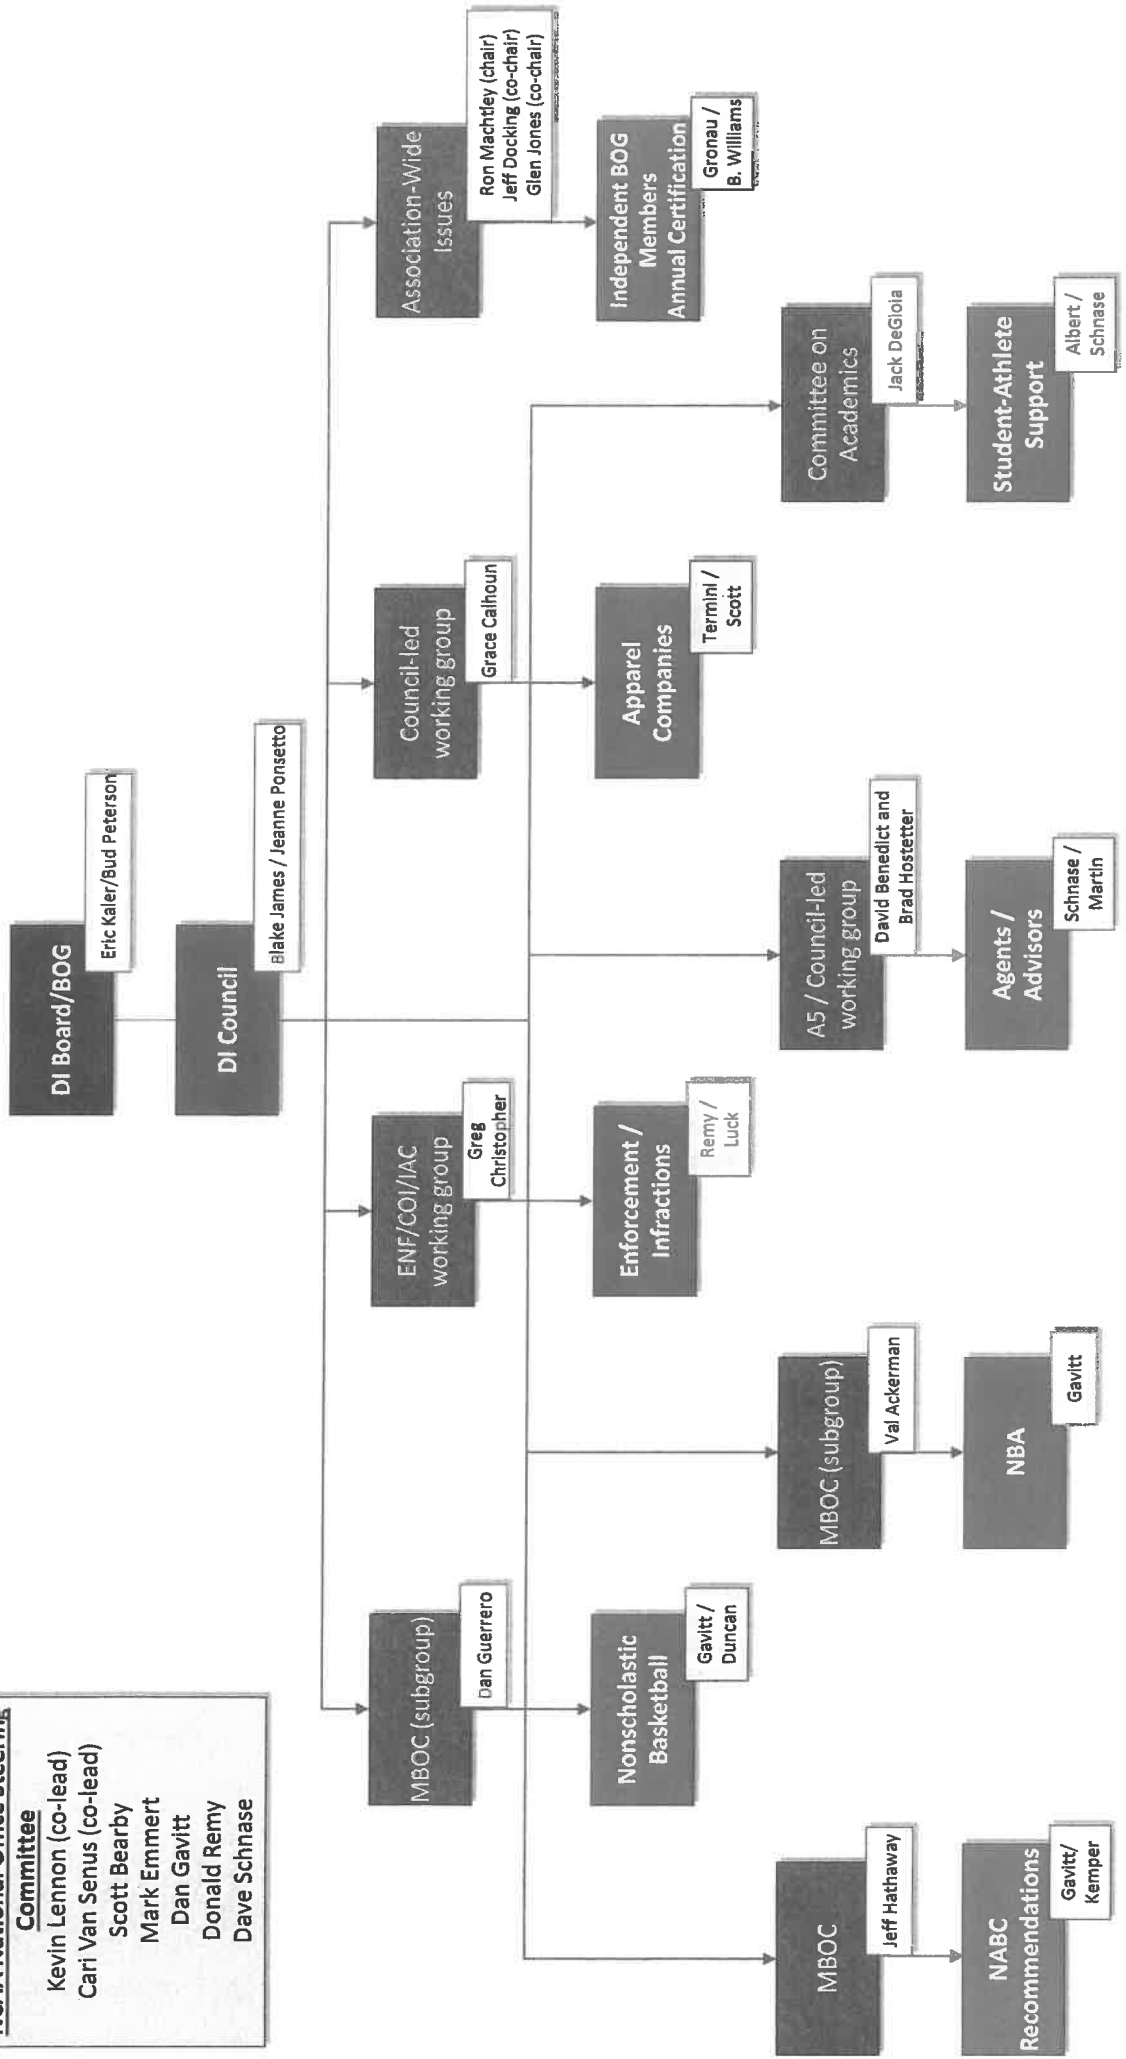 Committee
Kevin Lennon (co-lead)
Cari Van Senus (co-lead)
Scott Bearby
Mark Emmert
Dan Gavitt
Donald Remy
Dave Schnase
DI Board/BOG
Eric Kaler/Bud Peterson
DI Council
Blake James / Jeanne Ponsetto
MBOC (subgroup)
Dan Guerrero
ENF/COI/IAC
working group
Greg
Christopher
Council-led
working group
Grace Calhoun
Association-Wide
Issues
Ron Machtley (chair)
Jeff Docking (co-chair)
Glen Jones (co-chair)
Nonscholastic
Basketball
Gavitt /
Duncan
Enforcement /
Infractions
Remy /
Luck
Apparel
Companies
Termini /
Scott
Independent BOG
Members
Annual Certification
Gronau /
B. Williams
MBOC
Jeff Hathaway
MBOC (subgroup)
Val Ackerman
A5 / Council-led
working group
David Benedict and
Brad Hostetter
Committee on
Academics
Jack DeGioia
NABC
Recommendations
Gavitt/
Kemper
NBA
Gavitt
Agents /
Advisors
Schnase /
Martin
Student-Athlete
Support
Albert /
Schnase